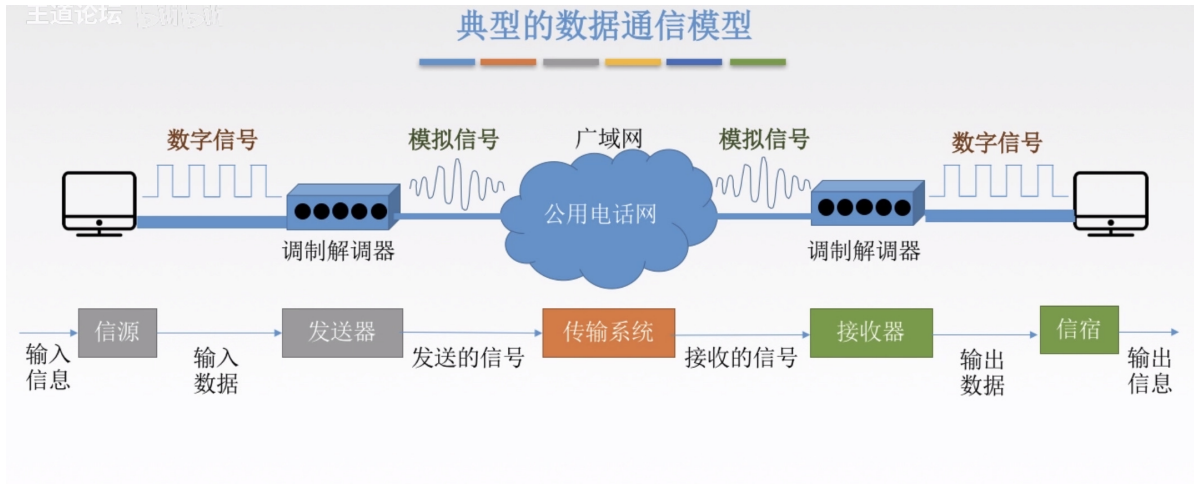 王道论坛
典型的数据通信模型
数字信号
模拟信号
广域网
模拟信号
数字信号
公用电话网
调制解调器
调制解调器
信源
发送器
传输系统
接收器
信宿
输入
信息
输入
数据
发送的信号
接收的信号
输出
数据
输出
信息